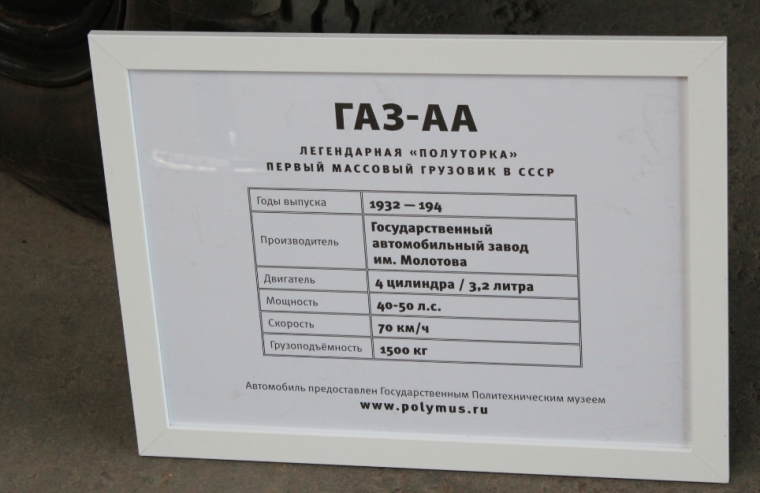 ГАЗ-АА
ЛЕГЕНДАРНАЯ «ПОЛУТОРКА»
ПЕРВЫЙ МАССОВЫЙ ГРУЗОВИК В СССР
Годы выпуска 1932 — 194
Производитель Государственный
автомобильный завод
им. Молотова
Двигатель 4 цилиндра / 3,2 литра
Мощность 40-50 л.с.
Скорость 70 км/ч
Грузоподъёмность 1500 кг
Автомобиль предоставлен Государственным Политехническим музеем
www.polymus.ru